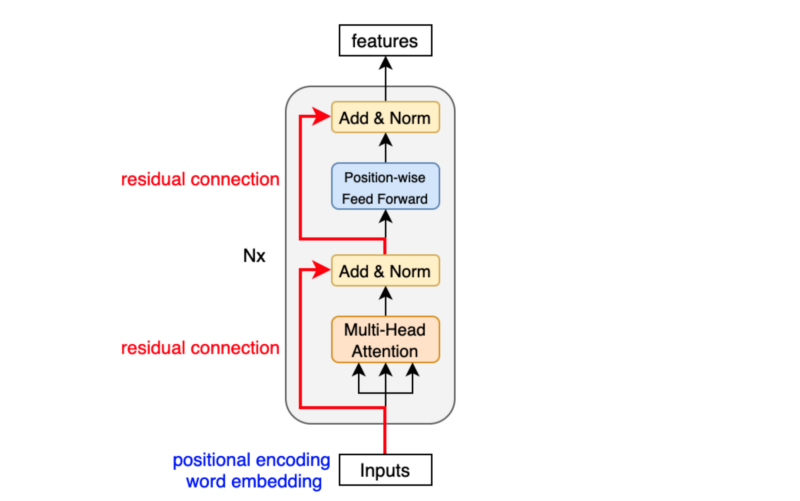 features
Add & Norm
residual connection
Position-wise
Feed Forward
Nx
Add & Norm
Multi-Head
Attention
residual connection
positional encoding
word embedding
Inputs